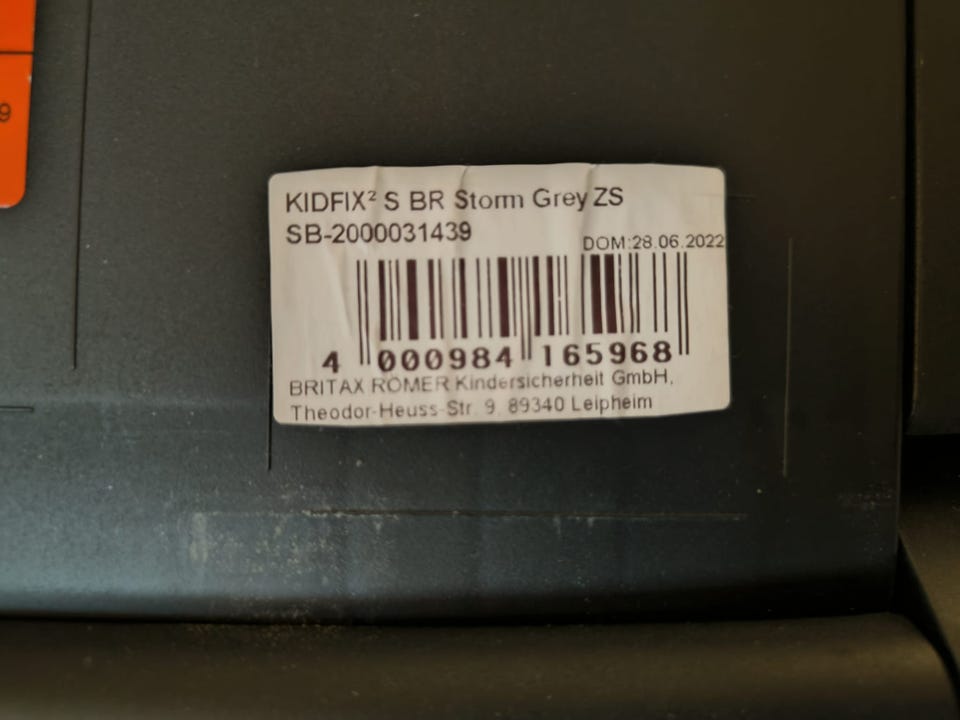 9
KIDFIX² S BR Storm Grey ZS
SB-2000031439
DOM:28.06.2022
4 000984 165968
BRITAX RÖMER Kindersicherheit GmbH,
Theodor-Heuss-Str. 9, 89340 Leipheim